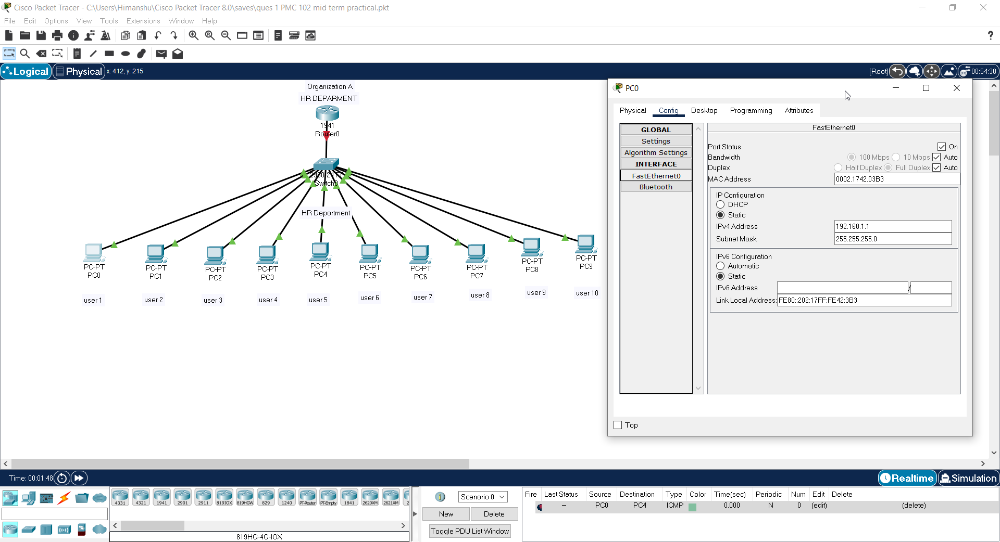 Cisco Packet Tracer - C:\Users\Himanshu\Cisco Packet Tracer 8.0\saves\ques 1 PMC 102 mid term practical.pkt
File Edit Options View Tools Extensions Window Help
?
Logical Physical x: 412, y: 215 [Root] 00:54:30
Organization A
HR DEPARMENT
1941
Router0
Switch0
HR Department
PC-PT PC-PT PC-PT PC-PT PC-PT PC-PT PC-PT PC-PT PC-PT PC-PT
PC0 PC1 PC2 PC3 PC4 PC5 PC6 PC7 PC8 PC9
user 1 user 2 user 3 user 4 user 5 user 6 user 7 user 8 user 9 user 10
PC0
Physical Config Desktop Programming Attributes
GLOBAL
Settings
Algorithm Settings
INTERFACE
FastEthernet0
Bluetooth
FastEthernet0
Port Status On
Bandwidth 100 Mbps 10 Mbps Auto
Duplex Half Duplex Full Duplex Auto
MAC Address 0002.1742.03B3
IP Configuration
DHCP
Static
IPv4 Address 192.168.1.1
Subnet Mask 255.255.255.0
IPv6 Configuration
Automatic
Static
IPv6 Address /
Link Local Address: FE80::202:17FF:FE42:3B3
Top
Time: 00:01:48 Realtime Simulation
4331 4321 1941 2901 2911 819IOX 819HGW 829 1240 PT-Router PT-Empty 1841 2620XM 2621XM 2
819HG-4G-IOX
Scenario 0
New Delete
Toggle PDU List Window
Fire Last Status Source Destination Type Color Time(sec) Periodic Num Edit Delete
-- PC0 PC4 ICMP 0.000 N 0 (edit) (delete)